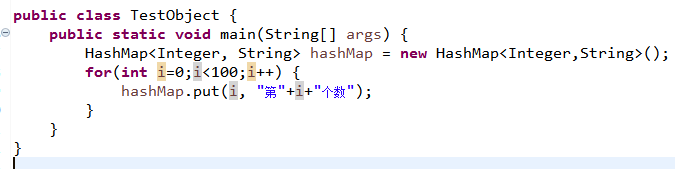 public class TestObject {
    public static void main(String[] args) {
        HashMap<Integer, String> hashMap = new HashMap<Integer,String>();
        for(int i=0;i<100;i++) {
            hashMap.put(i, "第"+i+"个数");
        }
    }
}